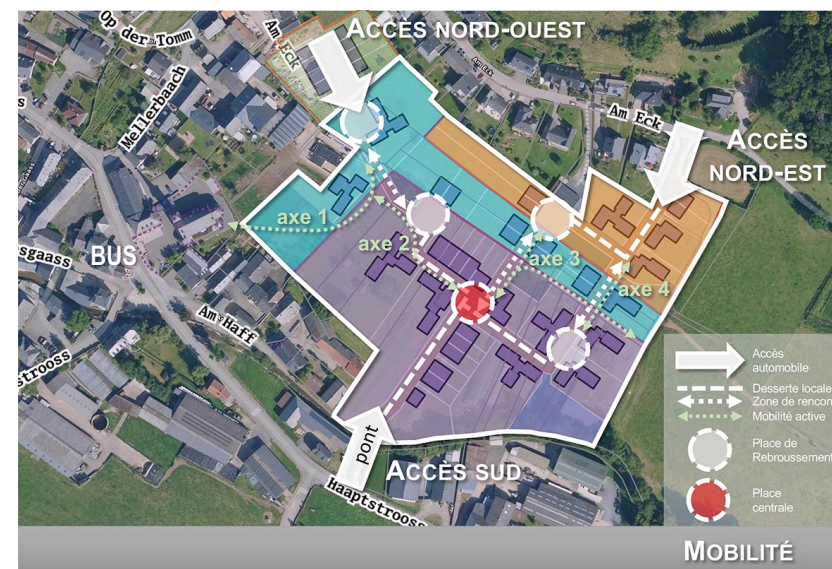 Op der Tomm
Am Eck
ACCÈS NORD-OUEST
Am Eck
Mellerbaach
Am Eck
ACCÈS
NORD-EST
axe 1
axe 2
axe 3
axe 4
BUS
Am Haff
pont
ACCÈS SUD
Haaptstrooss
Accès
automobile
Desserte locale
Zone de rencon
Mobilité active
Place de
Rebroussement
Place
centrale
MOBILITÉ